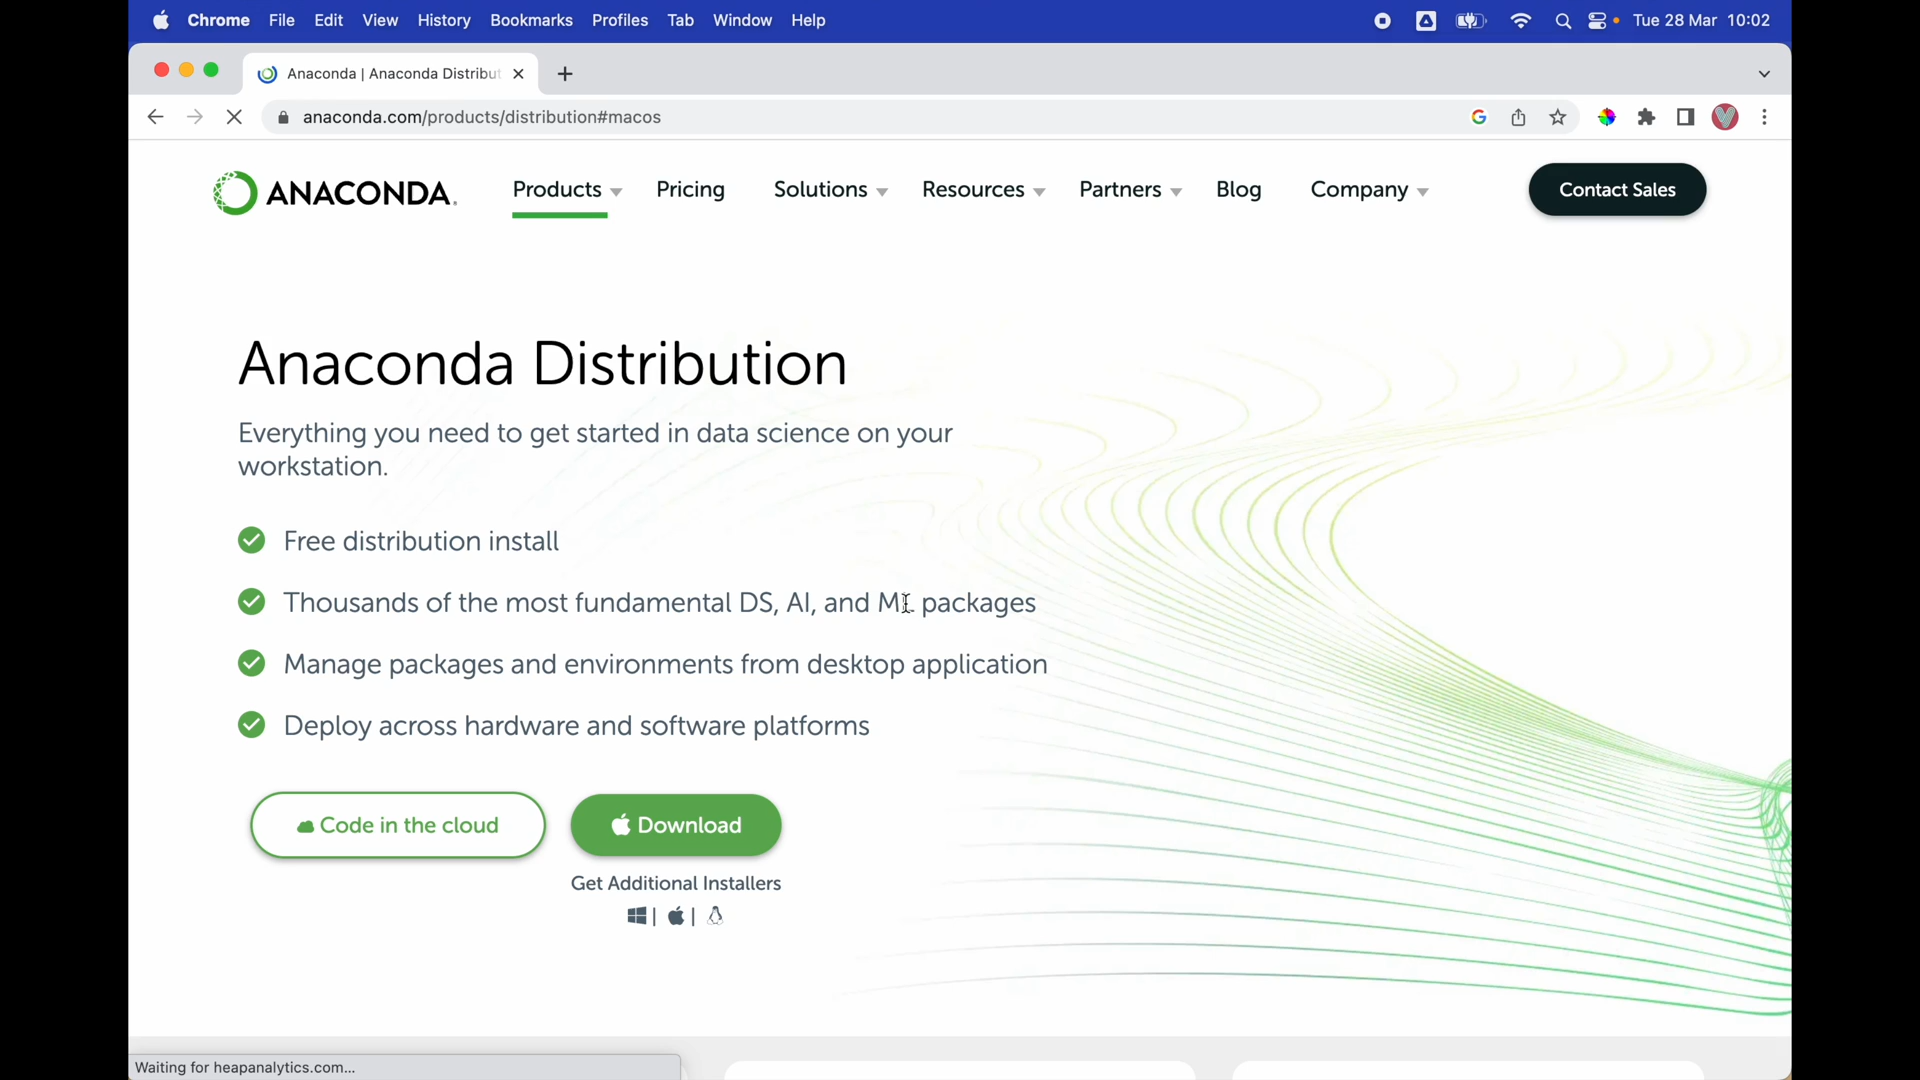 Chrome File Edit View History Bookmarks Profiles Tab Window Help Tue 28 Mar 10:02
Anaconda | Anaconda Distribut
anaconda.com/products/distribution#macos
ANACONDA. Products Pricing Solutions Resources Partners Blog Company Contact Sales
Anaconda Distribution
Everything you need to get started in data science on your
workstation.
Free distribution install
Thousands of the most fundamental DS, AI, and ML packages
Manage packages and environments from desktop application
Deploy across hardware and software platforms
Code in the cloud Download
Get Additional Installers
| |
Waiting for heapanalytics.com...